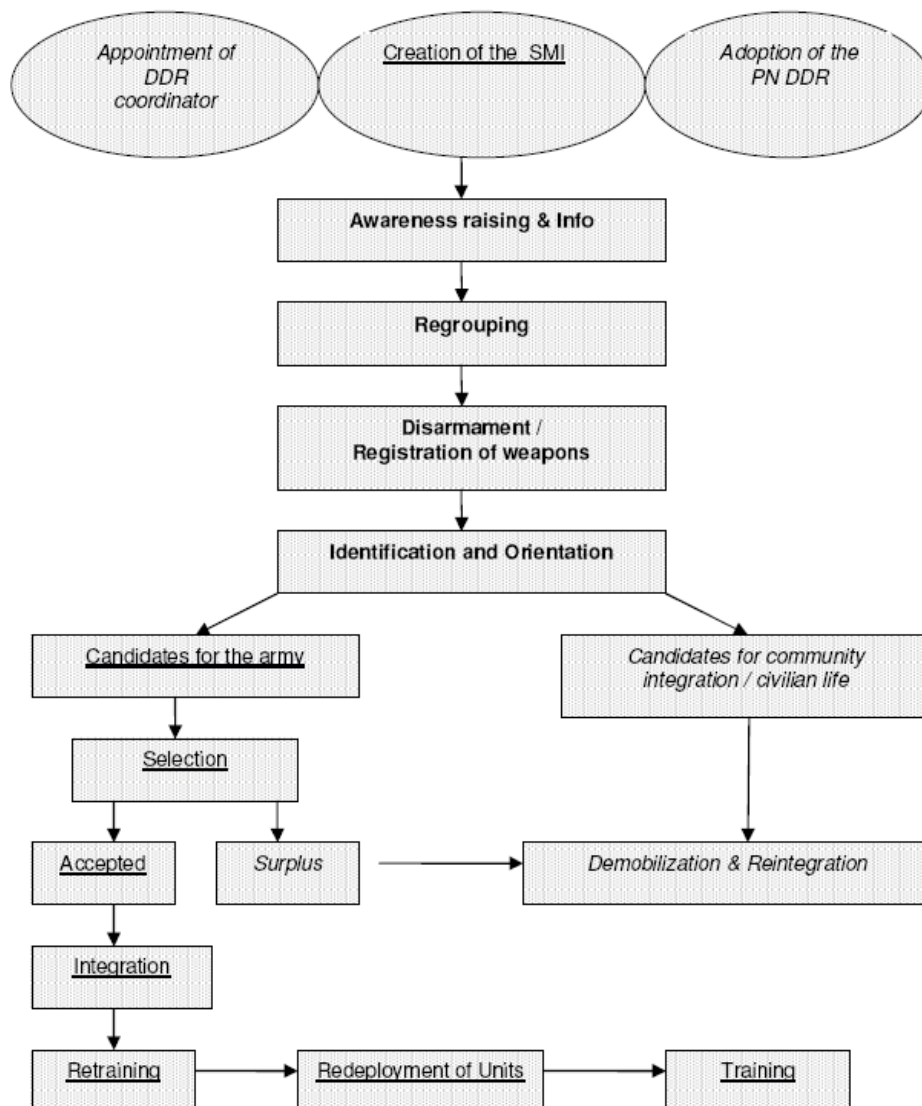 Appointment of
DDR
coordinator
Creation of the SMI
Adoption of the
PN DDR
Awareness raising & Info
Regrouping
Disarmament /
Registration of weapons
Identification and Orientation
Candidates for the army
Candidates for community
integration / civilian life
Selection
Accepted
Surplus
Demobilization & Reintegration
Integration
Retraining
Redeployment of Units
Training